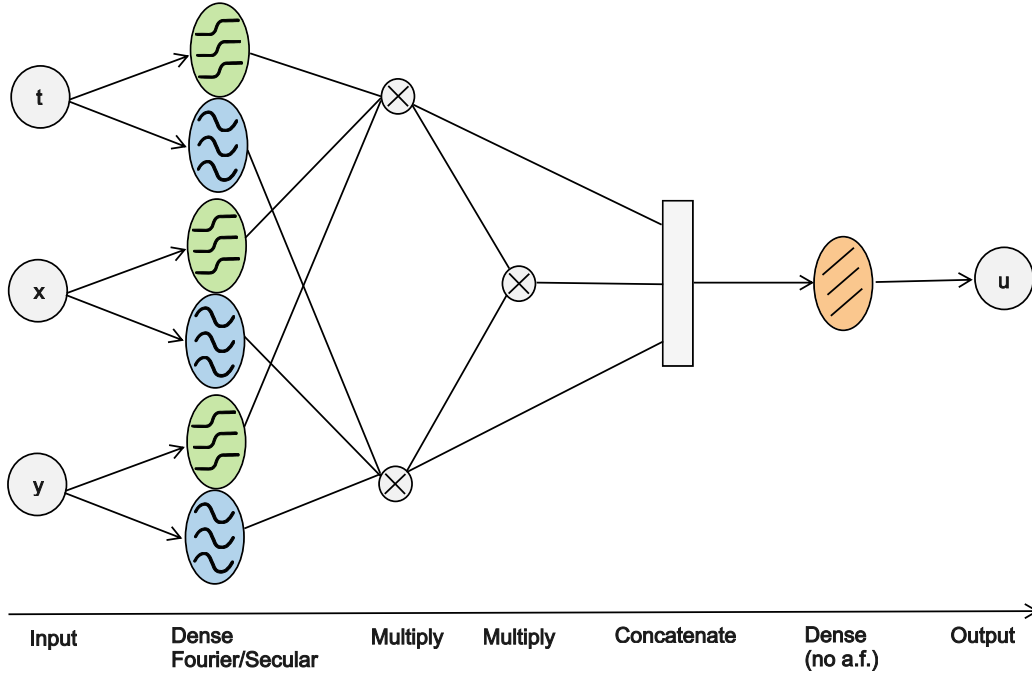 t
x
y
u
Input
Dense
Fourier/Secular
Multiply
Multiply
Concatenate
Dense
(no a.f.)
Output